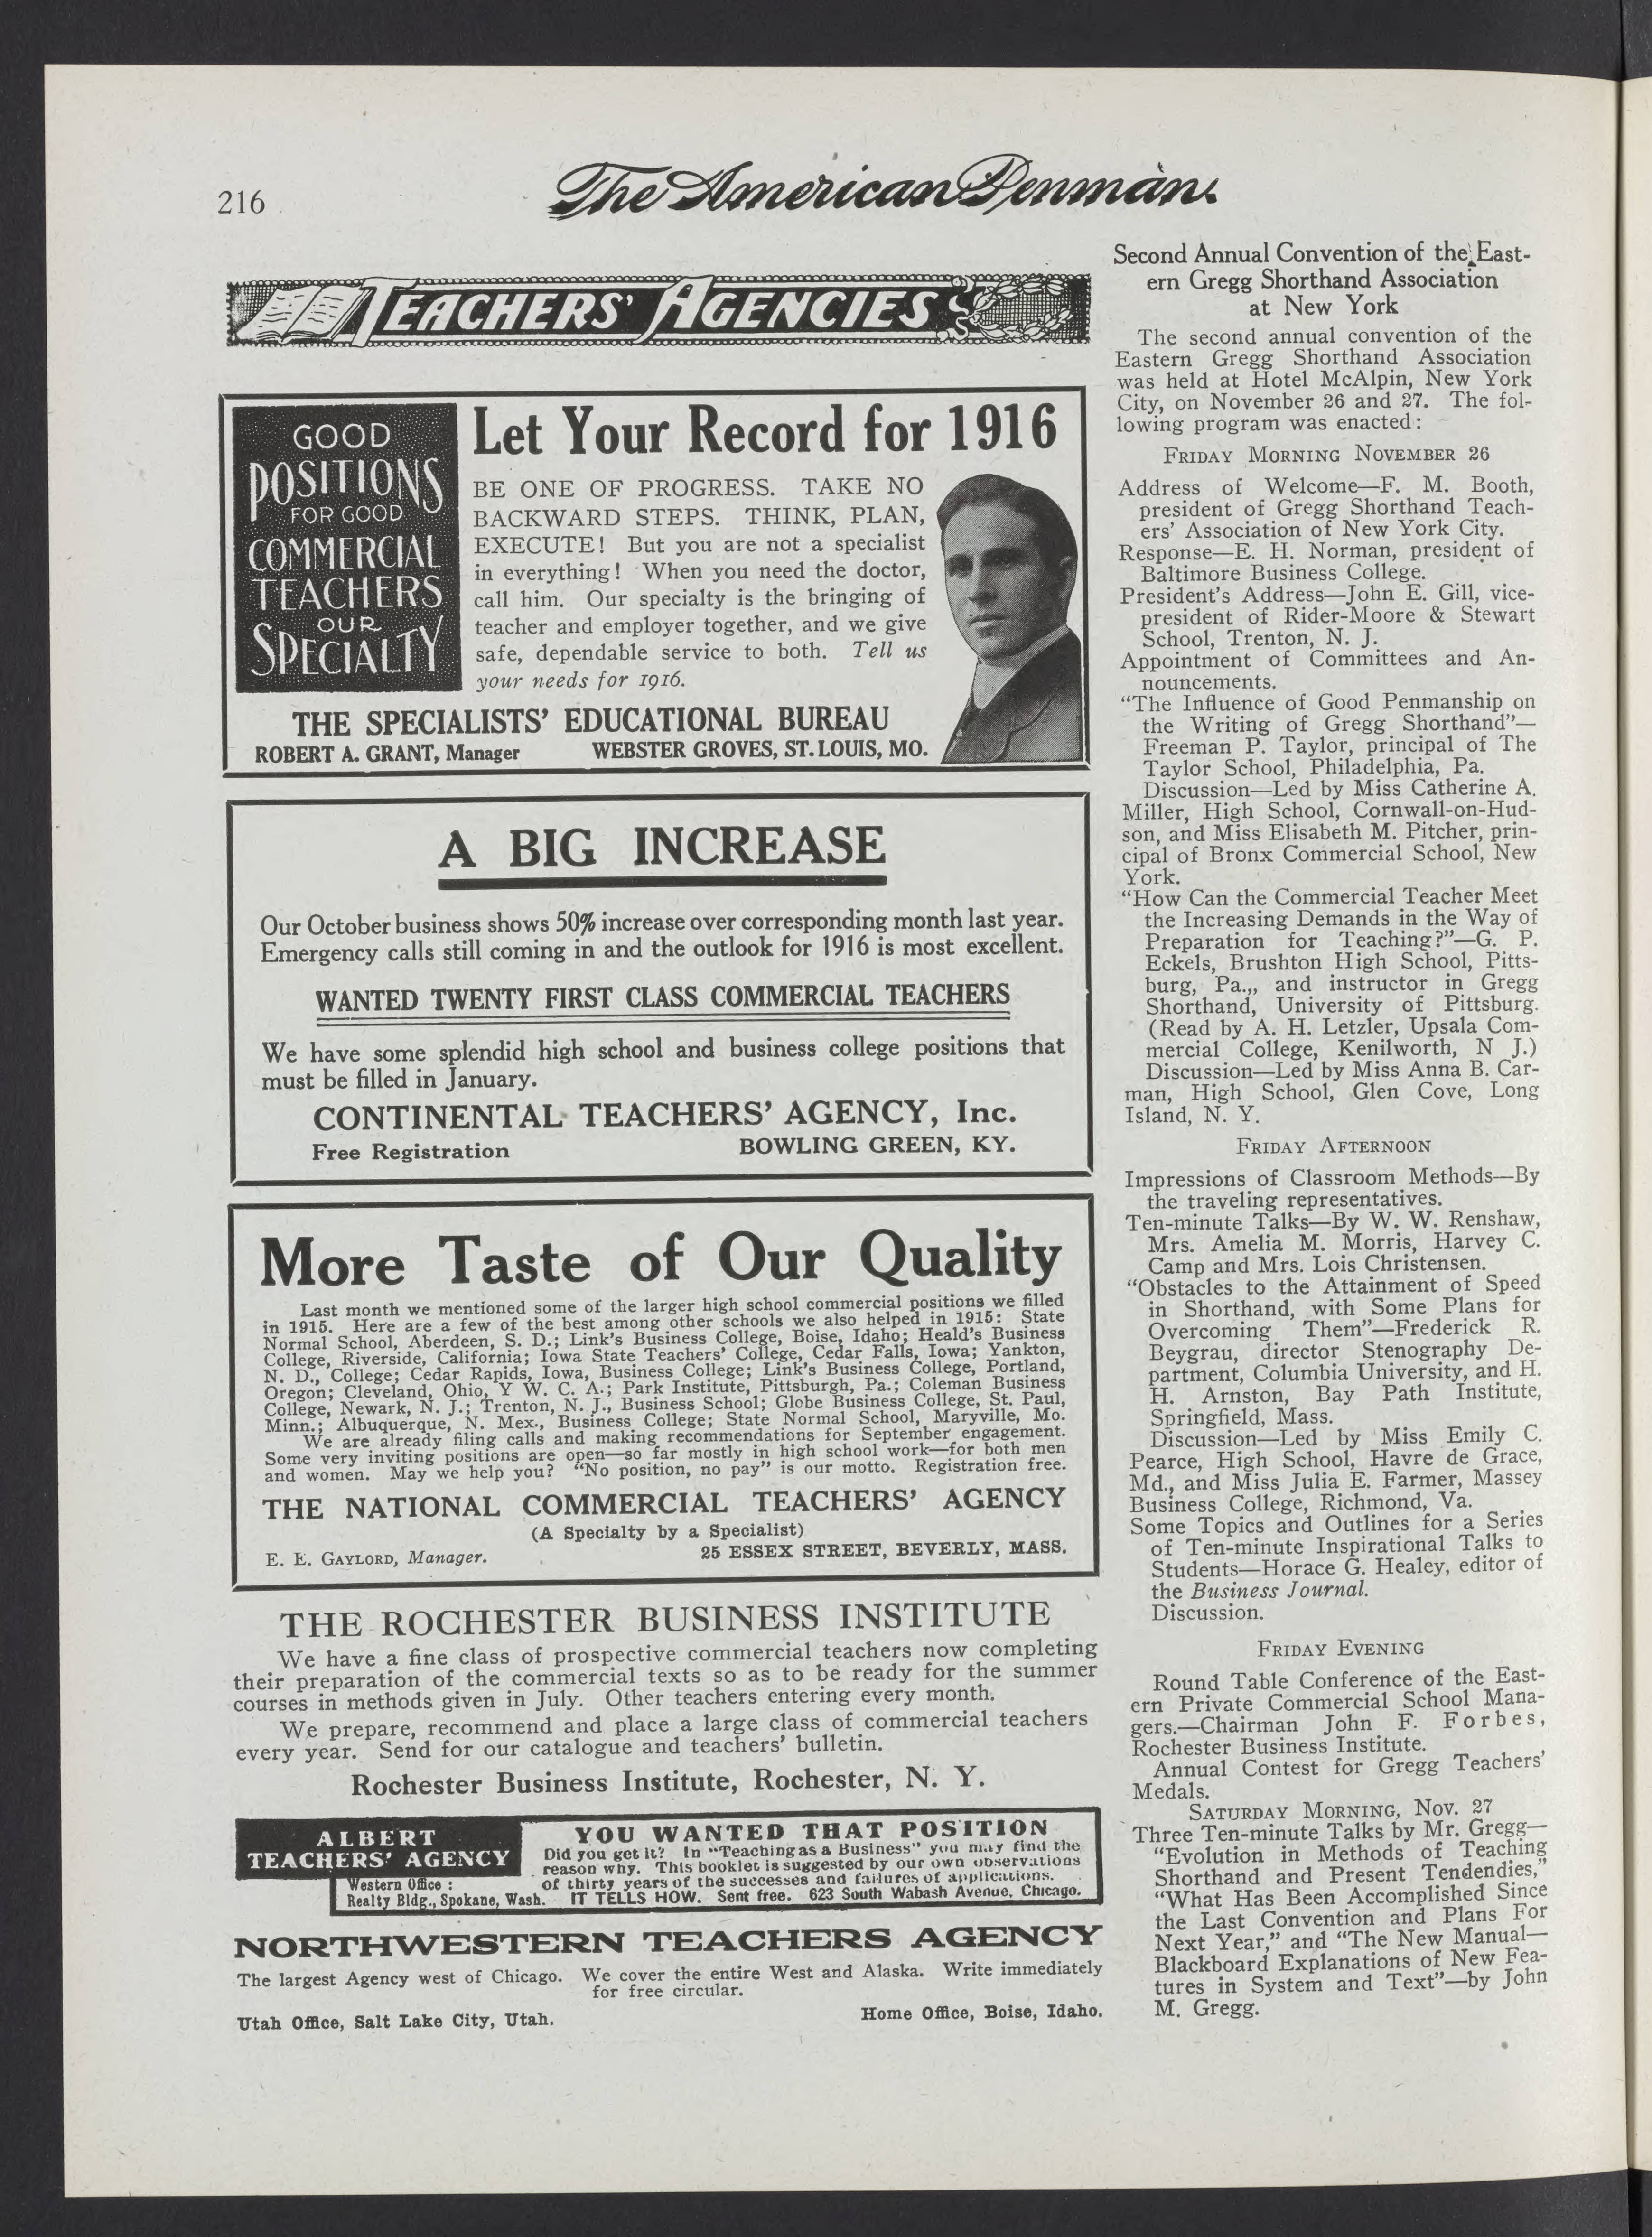 216
The American Penman
TEACHERS' AGENCIES
GOOD
POSITIONS
FOR GOOD
COMMERCIAL
TEACHERS
OUR
SPECIALTY
Let Your Record for 1916
BE ONE OF PROGRESS. TAKE NO
BACKWARD STEPS. THINK, PLAN,
EXECUTE! But you are not a specialist
in everything! When you need the doctor,
call him. Our specialty is the bringing of
teacher and employer together, and we give
safe, dependable service to both. Tell us
your needs for 1916.
THE SPECIALISTS' EDUCATIONAL BUREAU
ROBERT A. GRANT, Manager WEBSTER GROVES, ST. LOUIS, MO.
A BIG INCREASE
Our October business shows 50% increase over corresponding month last year.
Emergency calls still coming in and the outlook for 1916 is most excellent.
WANTED TWENTY FIRST CLASS COMMERCIAL TEACHERS
We have some splendid high school and business college positions that
must be filled in January.
CONTINENTAL TEACHERS' AGENCY, Inc.
Free Registration BOWLING GREEN, KY.
More Taste of Our Quality
Last month we mentioned some of the larger high school commercial positions we filled
in 1915. Here are a few of the best among other schools we also helped in 1915: State
Normal School, Aberdeen, S. D.; Link's Business College, Boise, Idaho; Heald's Business
College, Riverside, California; Iowa State Teachers' College, Cedar Falls, Iowa; Yankton,
N. D., College; Cedar Rapids, Iowa, Business College; Link's Business College, Portland,
Oregon; Cleveland, Ohio, Y W. C. A.; Park Institute, Pittsburgh, Pa.; Coleman Business
College, Newark, N. J.; Trenton, N. J., Business School; Globe Business College, St. Paul,
Minn.; Albuquerque, N. Mex., Business College; State Normal School, Maryville, Mo.
We are already filing calls and making recommendations for September engagement.
Some very inviting positions are open—so far mostly in high school work—for both men
and women. May we help you? "No position, no pay" is our motto. Registration free.
THE NATIONAL COMMERCIAL TEACHERS' AGENCY
(A Specialty by a Specialist)
E. E. GAYLORD, Manager. 25 ESSEX STREET, BEVERLY, MASS.
THE ROCHESTER BUSINESS INSTITUTE
We have a fine class of prospective commercial teachers now completing
their preparation of the commercial texts so as to be ready for the summer
courses in methods given in July. Other teachers entering every month.
We prepare, recommend and place a large class of commercial teachers
every year. Send for our catalogue and teachers' bulletin.
Rochester Business Institute, Rochester, N. Y.
ALBERT
TEACHERS' AGENCY
Western Office :
Realty Bldg., Spokane, Wash.
YOU WANTED THAT POSITION
Did you get it? In "Teaching as a Business" you may find the
reason why. This booklet is suggested by our own observations
of thirty years of the successes and failures of applications.
IT TELLS HOW. Sent free. 623 South Wabash Avenue, Chicago.
NORTHWESTERN TEACHERS AGENCY
The largest Agency west of Chicago. We cover the entire West and Alaska. Write immediately
for free circular.
Utah Office, Salt Lake City, Utah. Home Office, Boise, Idaho.
Second Annual Convention of the East-
ern Gregg Shorthand Association
at New York
The second annual convention of the
Eastern Gregg Shorthand Association
was held at Hotel McAlpin, New York
City, on November 26 and 27. The fol-
lowing program was enacted:
FRIDAY MORNING NOVEMBER 26
Address of Welcome—F. M. Booth,
president of Gregg Shorthand Teach-
ers' Association of New York City.
Response—E. H. Norman, president of
Baltimore Business College.
President's Address—John E. Gill, vice-
president of Rider-Moore & Stewart
School, Trenton, N. J.
Appointment of Committees and An-
nouncements.
"The Influence of Good Penmanship on
the Writing of Gregg Shorthand"—
Freeman P. Taylor, principal of The
Taylor School, Philadelphia, Pa.
Discussion—Led by Miss Catherine A.
Miller, High School, Cornwall-on-Hud-
son, and Miss Elisabeth M. Pitcher, prin-
cipal of Bronx Commercial School, New
York.
"How Can the Commercial Teacher Meet
the Increasing Demands in the Way of
Preparation for Teaching?"—G. P.
Eckels, Brushton High School, Pitts-
burg, Pa.,, and instructor in Gregg
Shorthand, University of Pittsburg.
(Read by A. H. Letzler, Upsala Com-
mercial College, Kenilworth, N J.)
Discussion—Led by Miss Anna B. Car-
man, High School, Glen Cove, Long
Island, N. Y.
FRIDAY AFTERNOON
Impressions of Classroom Methods—By
the traveling representatives.
Ten-minute Talks—By W. W. Renshaw,
Mrs. Amelia M. Morris, Harvey C.
Camp and Mrs. Lois Christensen.
"Obstacles to the Attainment of Speed
in Shorthand, with Some Plans for
Overcoming Them"—Frederick R.
Beygrau, director Stenography De-
partment, Columbia University, and H.
H. Arnston, Bay Path Institute,
Springfield, Mass.
Discussion—Led by Miss Emily C.
Pearce, High School, Havre de Grace,
Md., and Miss Julia E. Farmer, Massey
Business College, Richmond, Va.
Some Topics and Outlines for a Series
of Ten-minute Inspirational Talks to
Students—Horace G. Healey, editor of
the Business Journal.
Discussion.
FRIDAY EVENING
Round Table Conference of the East-
ern Private Commercial School Mana-
gers.—Chairman John F. Forbes,
Rochester Business Institute.
Annual Contest for Gregg Teachers'
Medals.
SATURDAY MORNING, Nov. 27
Three Ten-minute Talks by Mr. Gregg—
"Evolution in Methods of Teaching
Shorthand and Present Tendendies,"
"What Has Been Accomplished Since
the Last Convention and Plans For
Next Year," and "The New Manual—
Blackboard Explanations of New Fea-
tures in System and Text"—by John
M. Gregg.